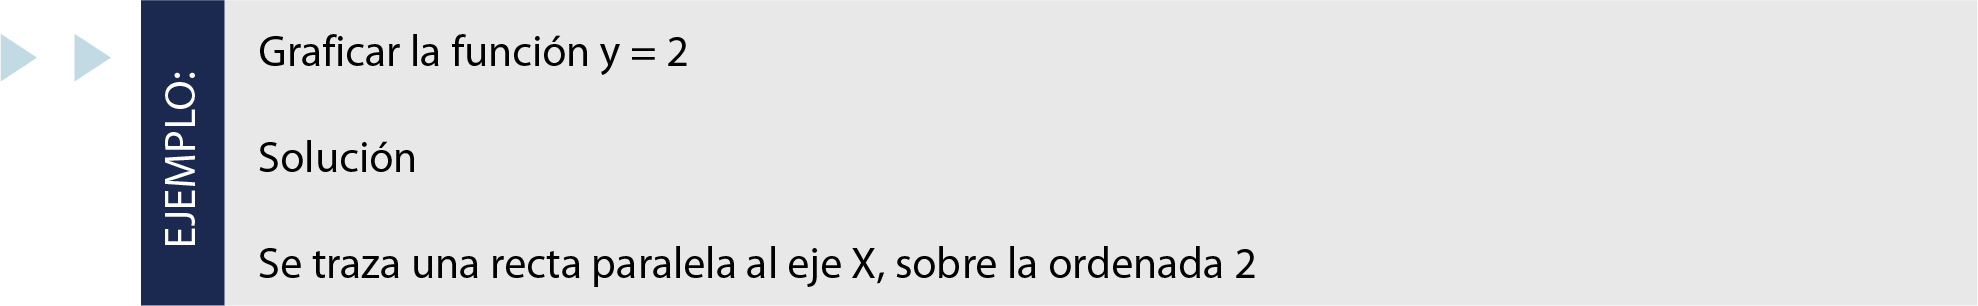 EJEMPLO:
Graficar la función y = 2
Solución
Se traza una recta paralela al eje X, sobre la ordenada 2